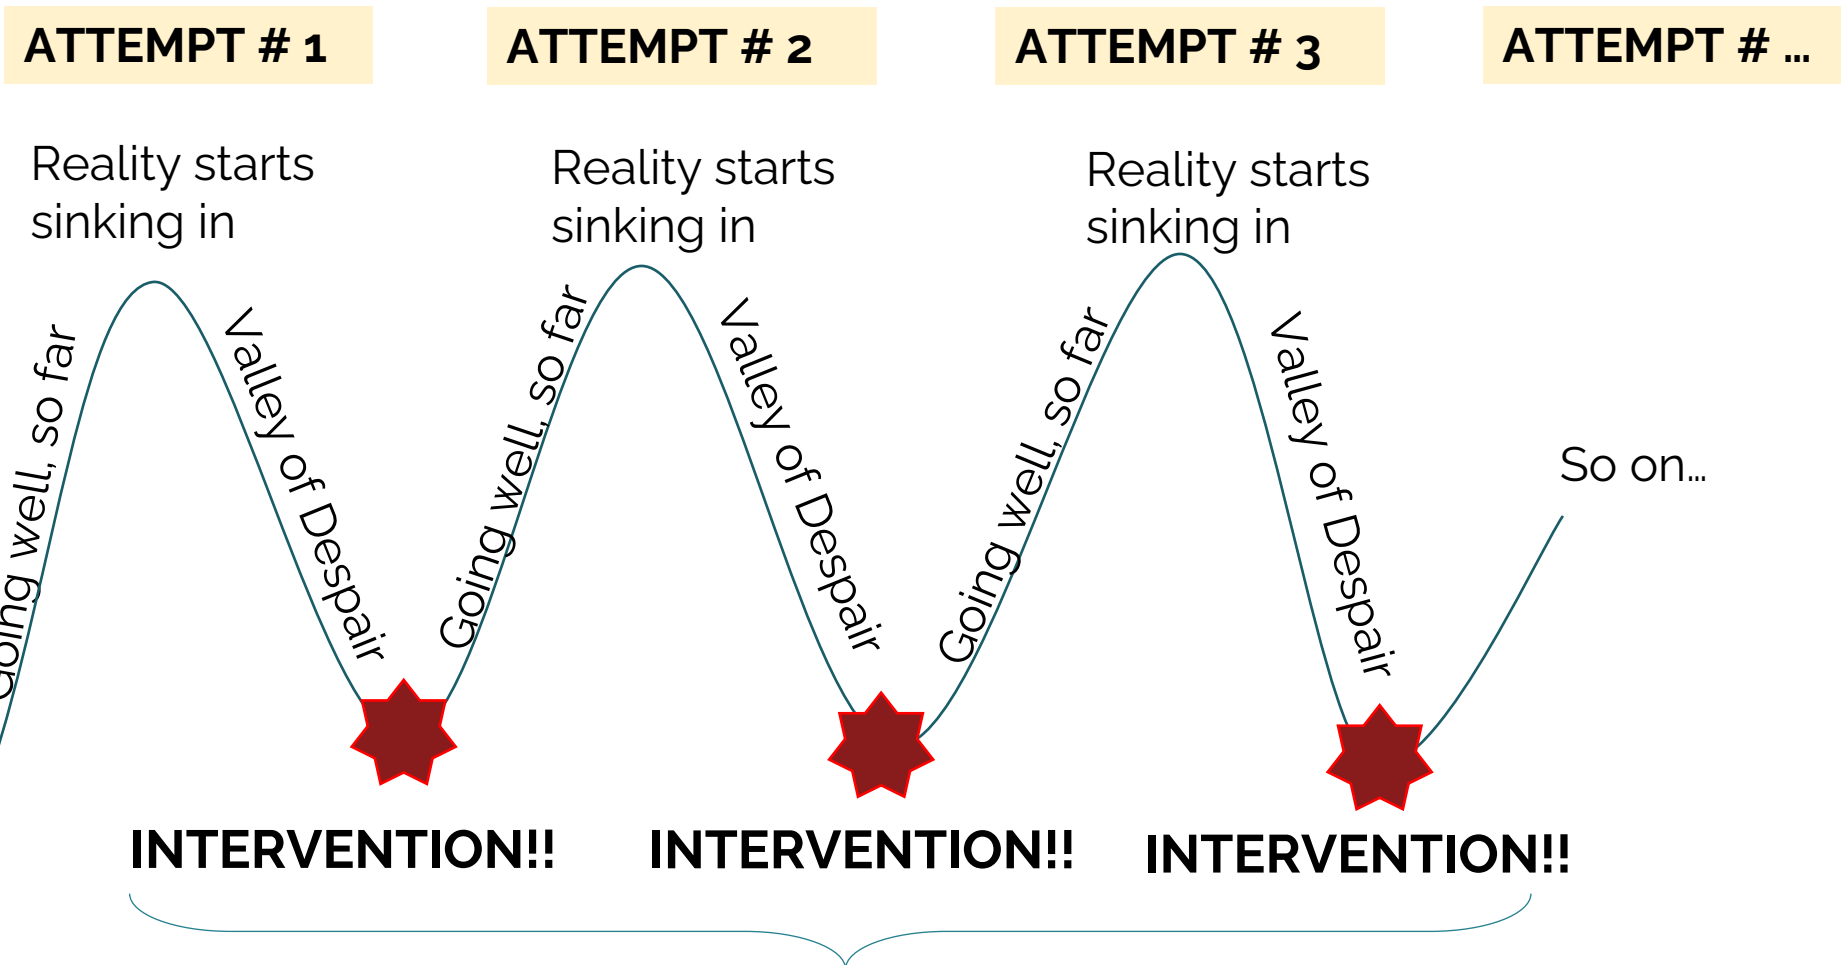 ATTEMPT # 1
ATTEMPT # 2
ATTEMPT # 3
ATTEMPT # ...
Reality starts
sinking in
Reality starts
sinking in
Reality starts
sinking in
Going well, so far
Valley of Despair
Going well, so far
Valley of Despair
Going well, so far
Valley of Despair
So on...
INTERVENTION!!
INTERVENTION!!
INTERVENTION!!